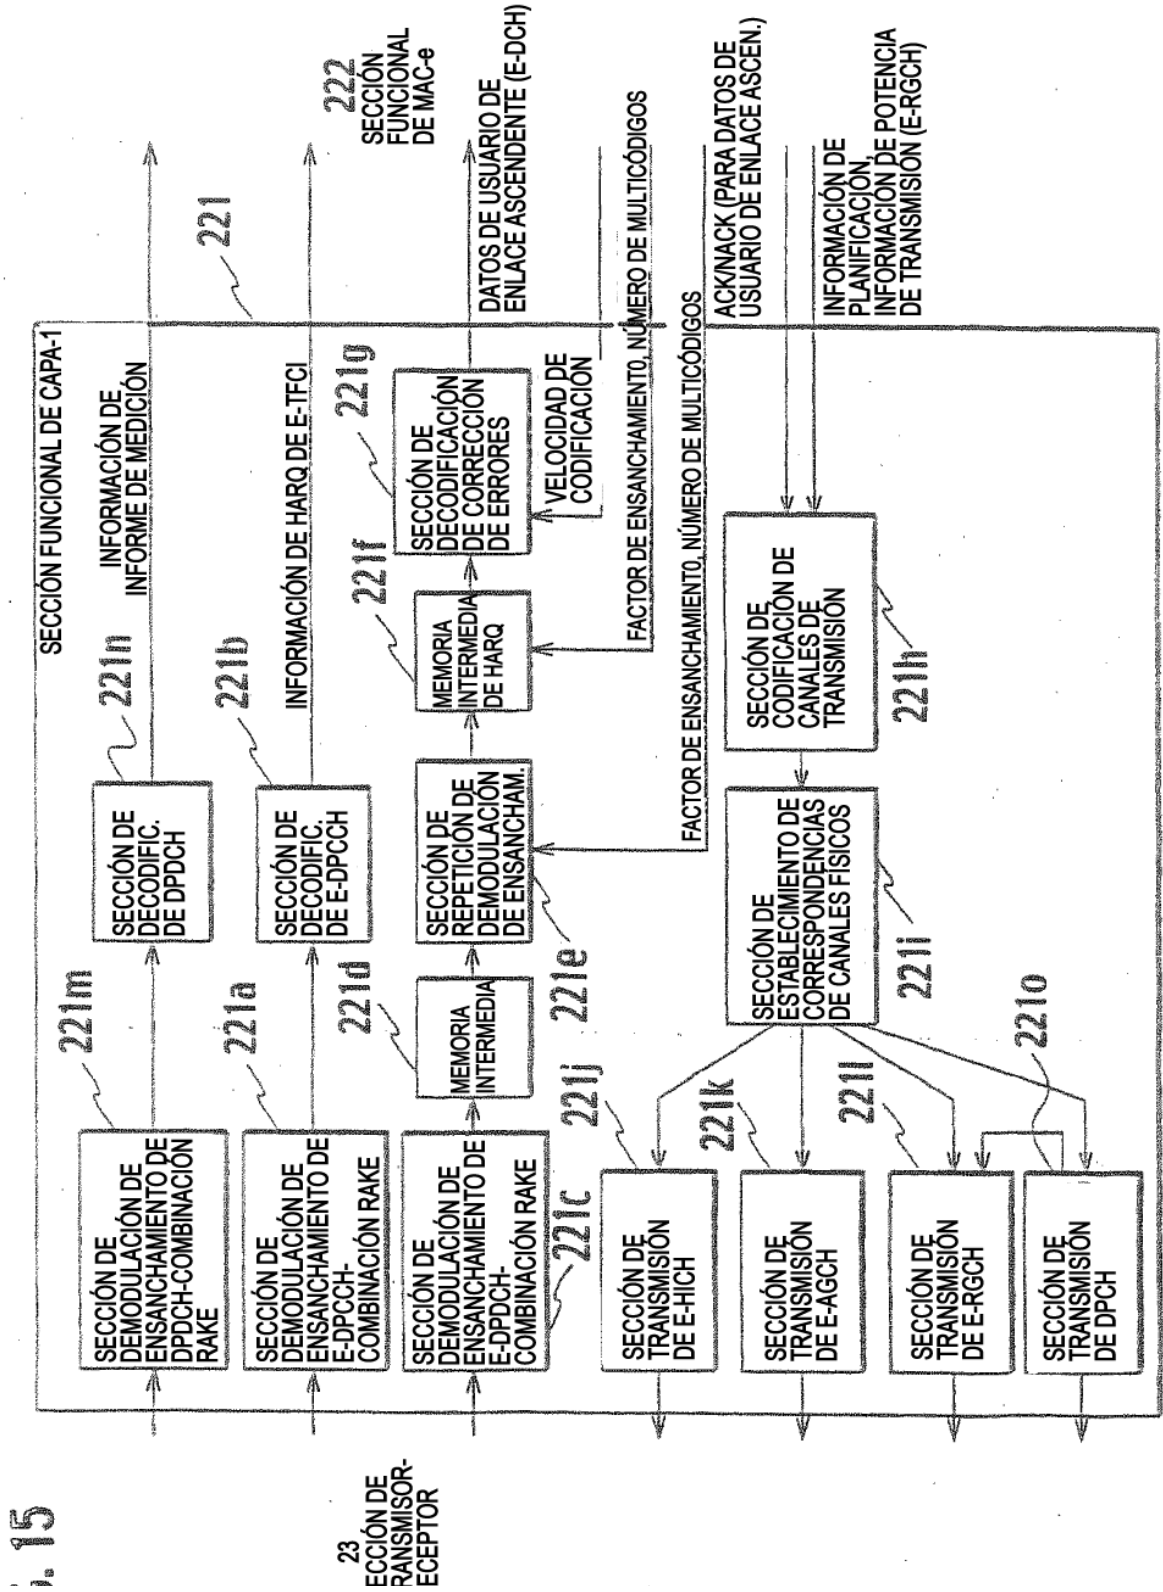 G. 15
SECCIÓN FUNCIONAL DE CAPA-1
221
222
SECCIÓN
FUNCIONAL
DE MAC-e
23
ECCIÓN DE
RANSMISOR-
ECEPTOR
SECCIÓN DE
DEMODULACIÓN DE
ENSANCHAMIENTO DE
DPDCH-COMBINACIÓN
RAKE
221m
SECCIÓN DE
DECODIFIC.
DE DPDCH
221n
INFORMACIÓN DE
INFORME DE MEDICIÓN
SECCIÓN DE
DEMODULACIÓN DE
ENSANCHAMIENTO DE
E-DPCCH-
COMBINACIÓN RAKE
221a
SECCIÓN DE
DECODIFIC.
DE E-DPCCH
221b
INFORMACIÓN DE HARQ DE E-TFCI
SECCIÓN DE
DEMODULACIÓN DE
ENSANCHAMIENTO DE
E-DPDCH-
COMBINACIÓN RAKE
221c
MEMORIA
INTERMEDIA
221d
SECCIÓN DE
REPETICIÓN DE
DEMODULACIÓN
DE ENSANCHAM.
221e
MEMORIA
INTERMEDIA
DE HARQ
221f
SECCIÓN DE
DECODIFICACIÓN
DE CORRECCIÓN
DE ERRORES
221g
DATOS DE USUARIO DE
ENLACE ASCENDENTE (E-DCH)
VELOCIDAD DE
CODIFICACIÓN
FACTOR DE ENSANCHAMIENTO, NÚMERO DE MULTICÓDIGOS
FACTOR DE ENSANCHAMIENTO, NÚMERO DE MULTICÓDIGOS
ACK/NACK (PARA DATOS DE
USUARIO DE ENLACE ASCEN.)
INFORMACIÓN DE
PLANIFICACIÓN,
INFORMACIÓN DE POTENCIA
DE TRANSMISIÓN (E-RGCH)
SECCIÓN DE
CODIFICACIÓN DE
CANALES DE
TRANSMISIÓN
221h
SECCIÓN DE
ESTABLECIMIENTO DE
CORRESPONDENCIAS
DE CANALES FÍSICOS
221i
SECCIÓN DE
TRANSMISIÓN
DE E-HICH
221j
SECCIÓN DE
TRANSMISIÓN
DE E-AGCH
221k
SECCIÓN DE
TRANSMISIÓN
DE E-RGCH
221l
SECCIÓN DE
TRANSMISIÓN
DE DPCH
221o